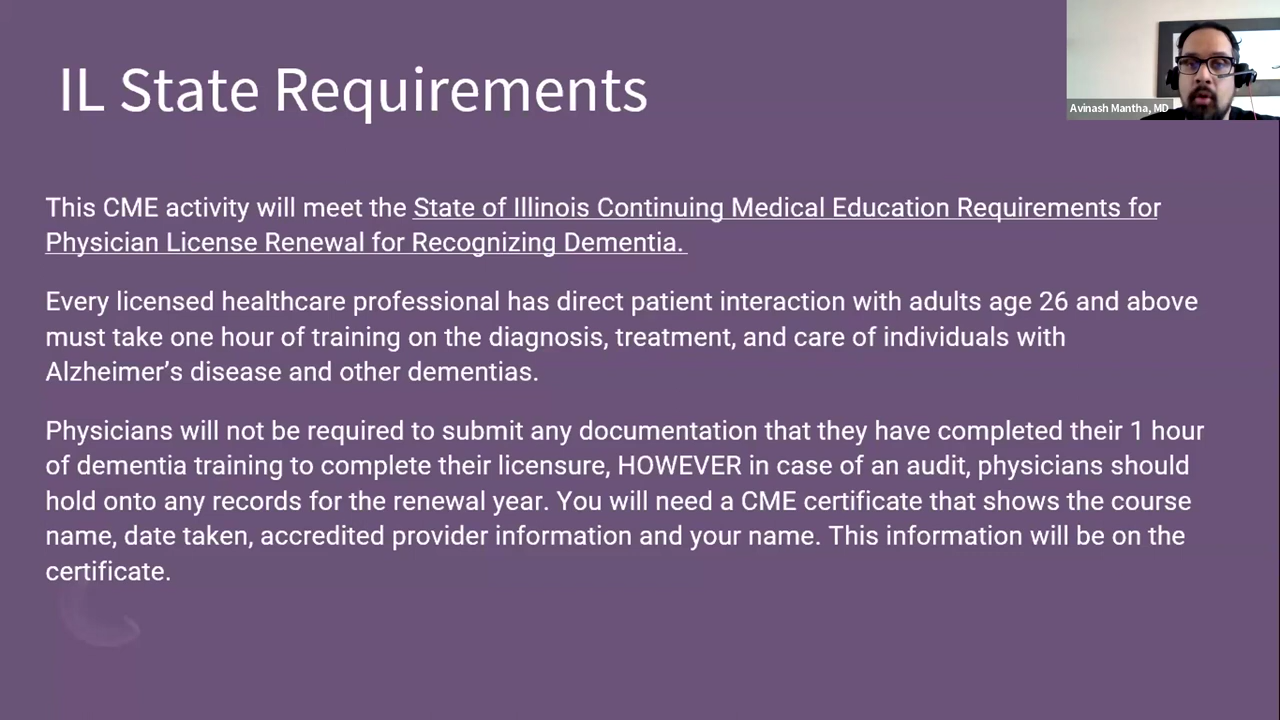 IL State Requirements
Avinash Mantha, MD
This CME activity will meet the State of Illinois Continuing Medical Education Requirements for
Physician License Renewal for Recognizing Dementia.
Every licensed healthcare professional has direct patient interaction with adults age 26 and above
must take one hour of training on the diagnosis, treatment, and care of individuals with
Alzheimer’s disease and other dementias.
Physicians will not be required to submit any documentation that they have completed their 1 hour
of dementia training to complete their licensure, HOWEVER in case of an audit, physicians should
hold onto any records for the renewal year. You will need a CME certificate that shows the course
name, date taken, accredited provider information and your name. This information will be on the
certificate.